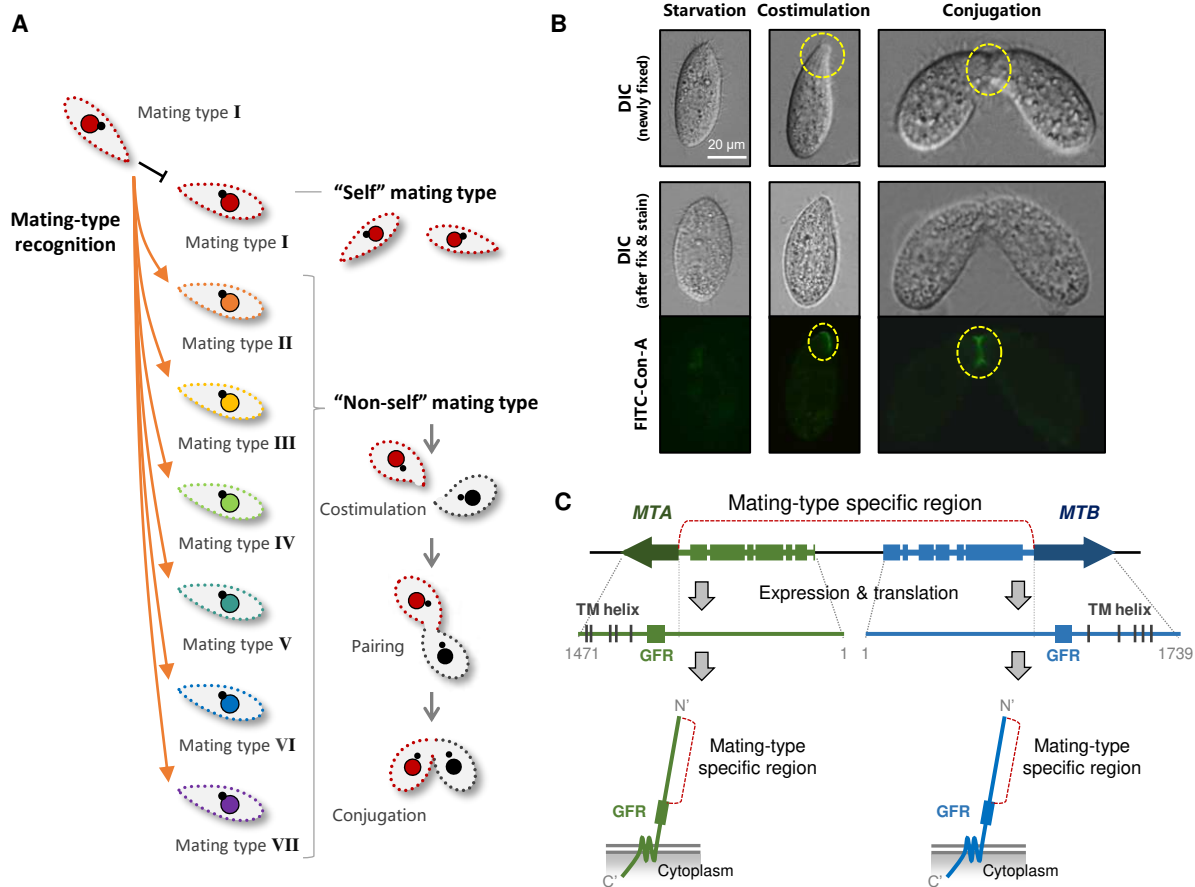 A
Mating type I
Mating-type
recognition
Mating type I
"Self" mating type
Mating type II
Mating type III
"Non-self" mating type
Mating type IV
Costimulation
Mating type V
Pairing
Mating type VI
Conjugation
Mating type VII
B
Starvation
Costimulation
Conjugation
DIC
(newly fixed)
20 μm
DIC
(after fix & stain)
FITC-Con-A
C
Mating-type specific region
MTA
MTB
Expression & translation
TM helix
TM helix
GFR
GFR
1471
1
1
1739
N'
Mating-type
specific region
GFR
Cytoplasm
C'
N'
Mating-type
specific region
GFR
Cytoplasm
C'